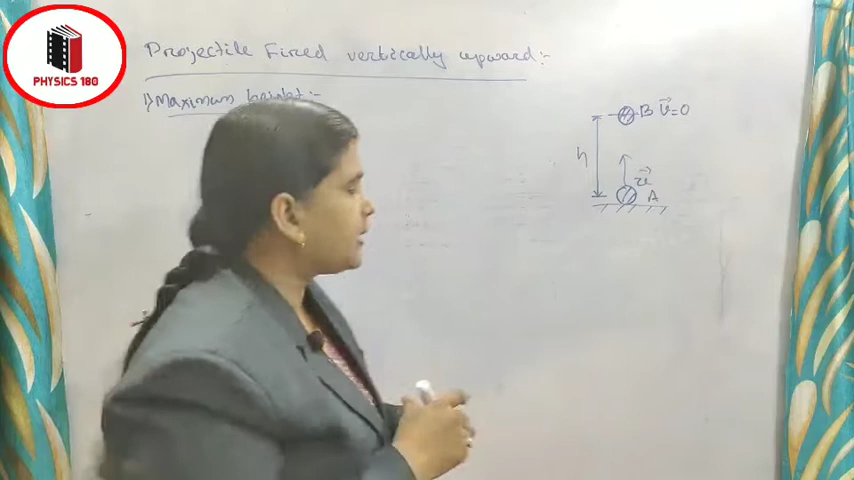 PHYSICS 180
Projectile Fired vertically upward :-
1) Maximum height :-
B v⃗=0
h
u⃗
A